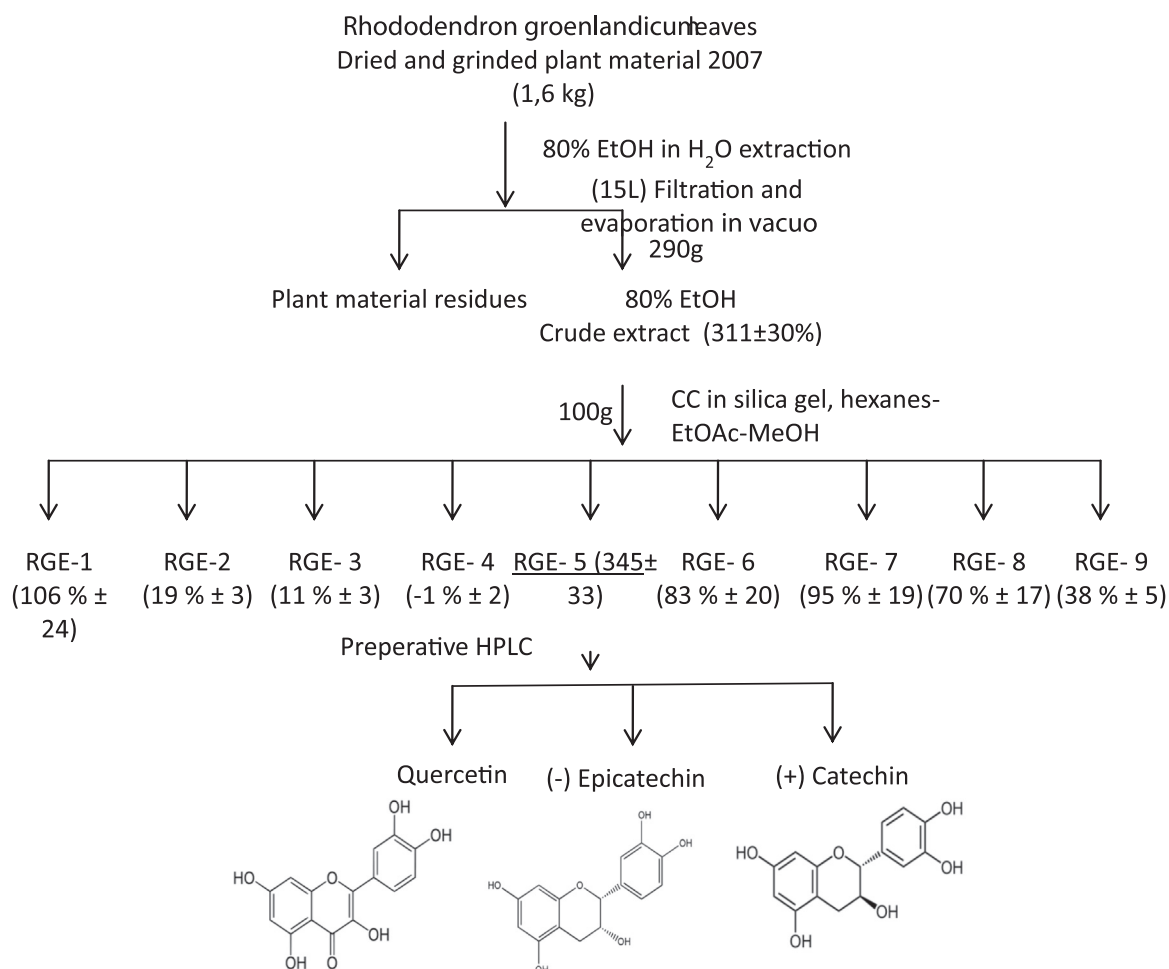 Rhododendron groenlandicum leaves
Dried and grinded plant material 2007
(1,6 kg)
80% EtOH in H₂O extraction
(15L) Filtration and
evaporation in vacuo
290g
Plant material residues
80% EtOH
Crude extract (311±30%)
100g
CC in silica gel, hexanes-
EtOAc-MeOH
RGE-1
(106 % ±
24)
RGE-2
(19 % ± 3)
RGE- 3
(11 % ± 3)
RGE- 4
(-1 % ± 2)
RGE- 5 (345±
33)
RGE- 6
(83 % ± 20)
RGE- 7
(95 % ± 19)
RGE- 8
(70 % ± 17)
RGE- 9
(38 % ± 5)
Preperative HPLC
Quercetin
(-) Epicatechin
(+) Catechin
OH
OH
HO
O
OH
OH
O
OH
OH
HO
O
OH
OH
OH
OH
HO
O
OH
OH